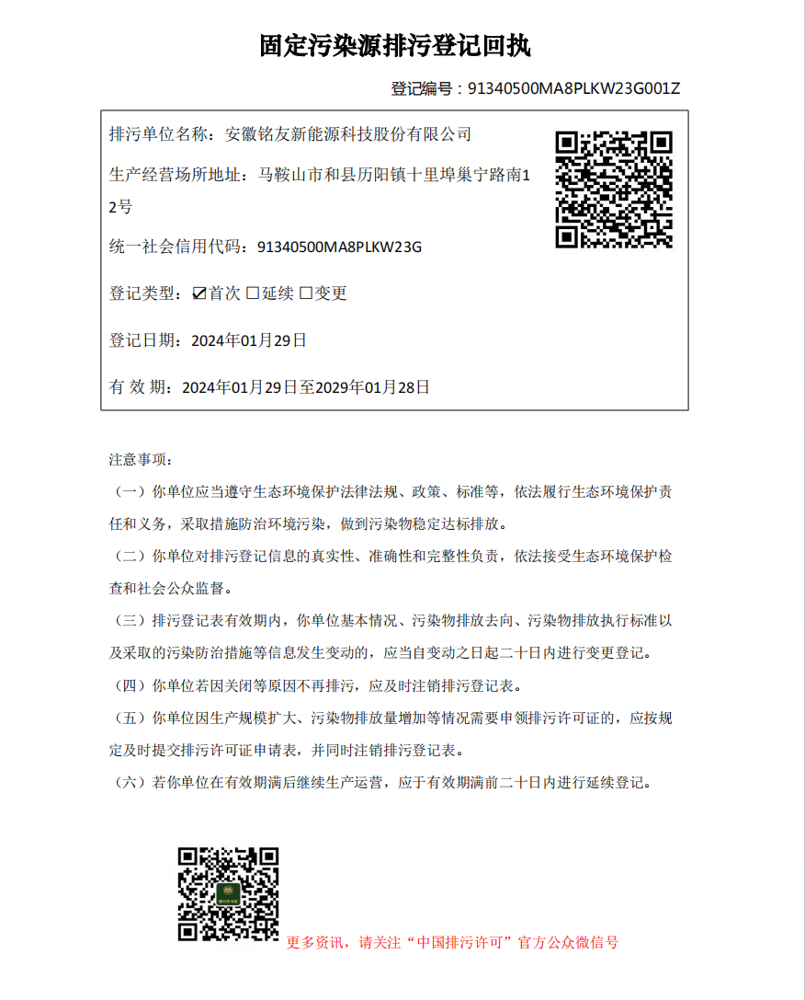 固定污染源排污登记回执
登记编号：91340500MA8PLKW23G001Z
排污单位名称：安徽铭友新能源科技股份有限公司
生产经营场所地址：马鞍山市和县历阳镇十里埠巢宁路南1
2号
统一社会信用代码：91340500MA8PLKW23G
登记类型：☑首次 □延续 □变更
登记日期：2024年01月29日
有 效 期：2024年01月29日至2029年01月28日
注意事项：
（一）你单位应当遵守生态环境保护法律法规、政策、标准等，依法履行生态环境保护责
任和义务，采取措施防治环境污染，做到污染物稳定达标排放。
（二）你单位对排污登记信息的真实性、准确性和完整性负责，依法接受生态环境保护检
查和社会公众监督。
（三）排污登记表有效期内，你单位基本情况、污染物排放去向、污染物排放执行标准以
及采取的污染防治措施等信息发生变动的，应当自变动之日起二十日内进行变更登记。
（四）你单位若因关闭等原因不再排污，应及时注销排污登记表。
（五）你单位因生产规模扩大、污染物排放量增加等情况需要申领排污许可证的，应按规
定及时提交排污许可证申请表，并同时注销排污登记表。
（六）若你单位在有效期满后继续生产运营，应于有效期满前二十日内进行延续登记。
更多资讯，请关注“中国排污许可”官方公众微信号